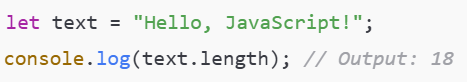 let text = "Hello, JavaScript!";
console.log(text.length); // Output: 18